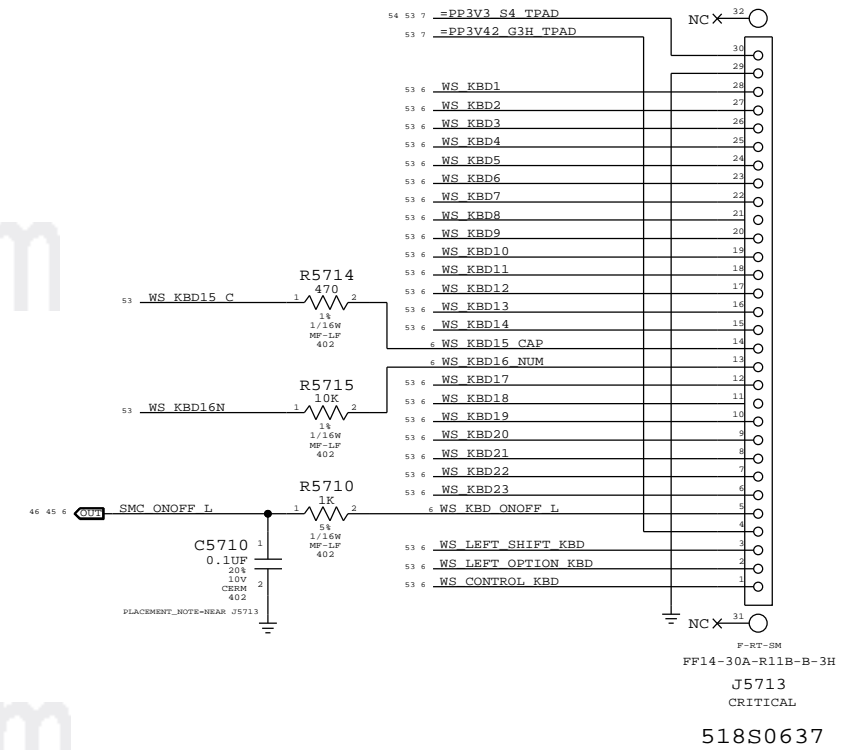 54 53 7 =PP3V3_S4_TPAD
NC 32
53 7 =PP3V42_G3H_TPAD
30
29
53 6 WS_KBD1 28
53 6 WS_KBD2 27
53 6 WS_KBD3 26
53 6 WS_KBD4 25
53 6 WS_KBD5 24
53 6 WS_KBD6 23
53 6 WS_KBD7 22
53 6 WS_KBD8 21
53 6 WS_KBD9 20
53 6 WS_KBD10 19
53 6 WS_KBD11 18
53 6 WS_KBD12 17
53 6 WS_KBD13 16
53 6 WS_KBD14 15
6 WS_KBD15_CAP 14
6 WS_KBD16_NUM 13
53 6 WS_KBD17 12
53 6 WS_KBD18 11
53 6 WS_KBD19 10
53 6 WS_KBD20 9
53 6 WS_KBD21 8
53 6 WS_KBD22 7
53 6 WS_KBD23 6
6 WS_KBD_ONOFF_L 5
4
53 6 WS_LEFT_SHIFT_KBD 3
53 6 WS_LEFT_OPTION_KBD 2
53 6 WS_CONTROL_KBD 1
NC 31
R5714
470
53 WS_KBD15_C 1 2
1%
1/16W
MF-LF
402
R5715
10K
53 WS_KBD16N 1 2
1%
1/16W
MF-LF
402
R5710
1K
46 45 6 OUT SMC_ONOFF_L 1 2
5%
1/16W
MF-LF
402
C5710 1
0.1UF
20%
10V
CERM 2
402
PLACEMENT_NOTE=NEAR J5713
F-RT-SM
FF14-30A-R11B-B-3H
J5713
CRITICAL
518S0637
m
m